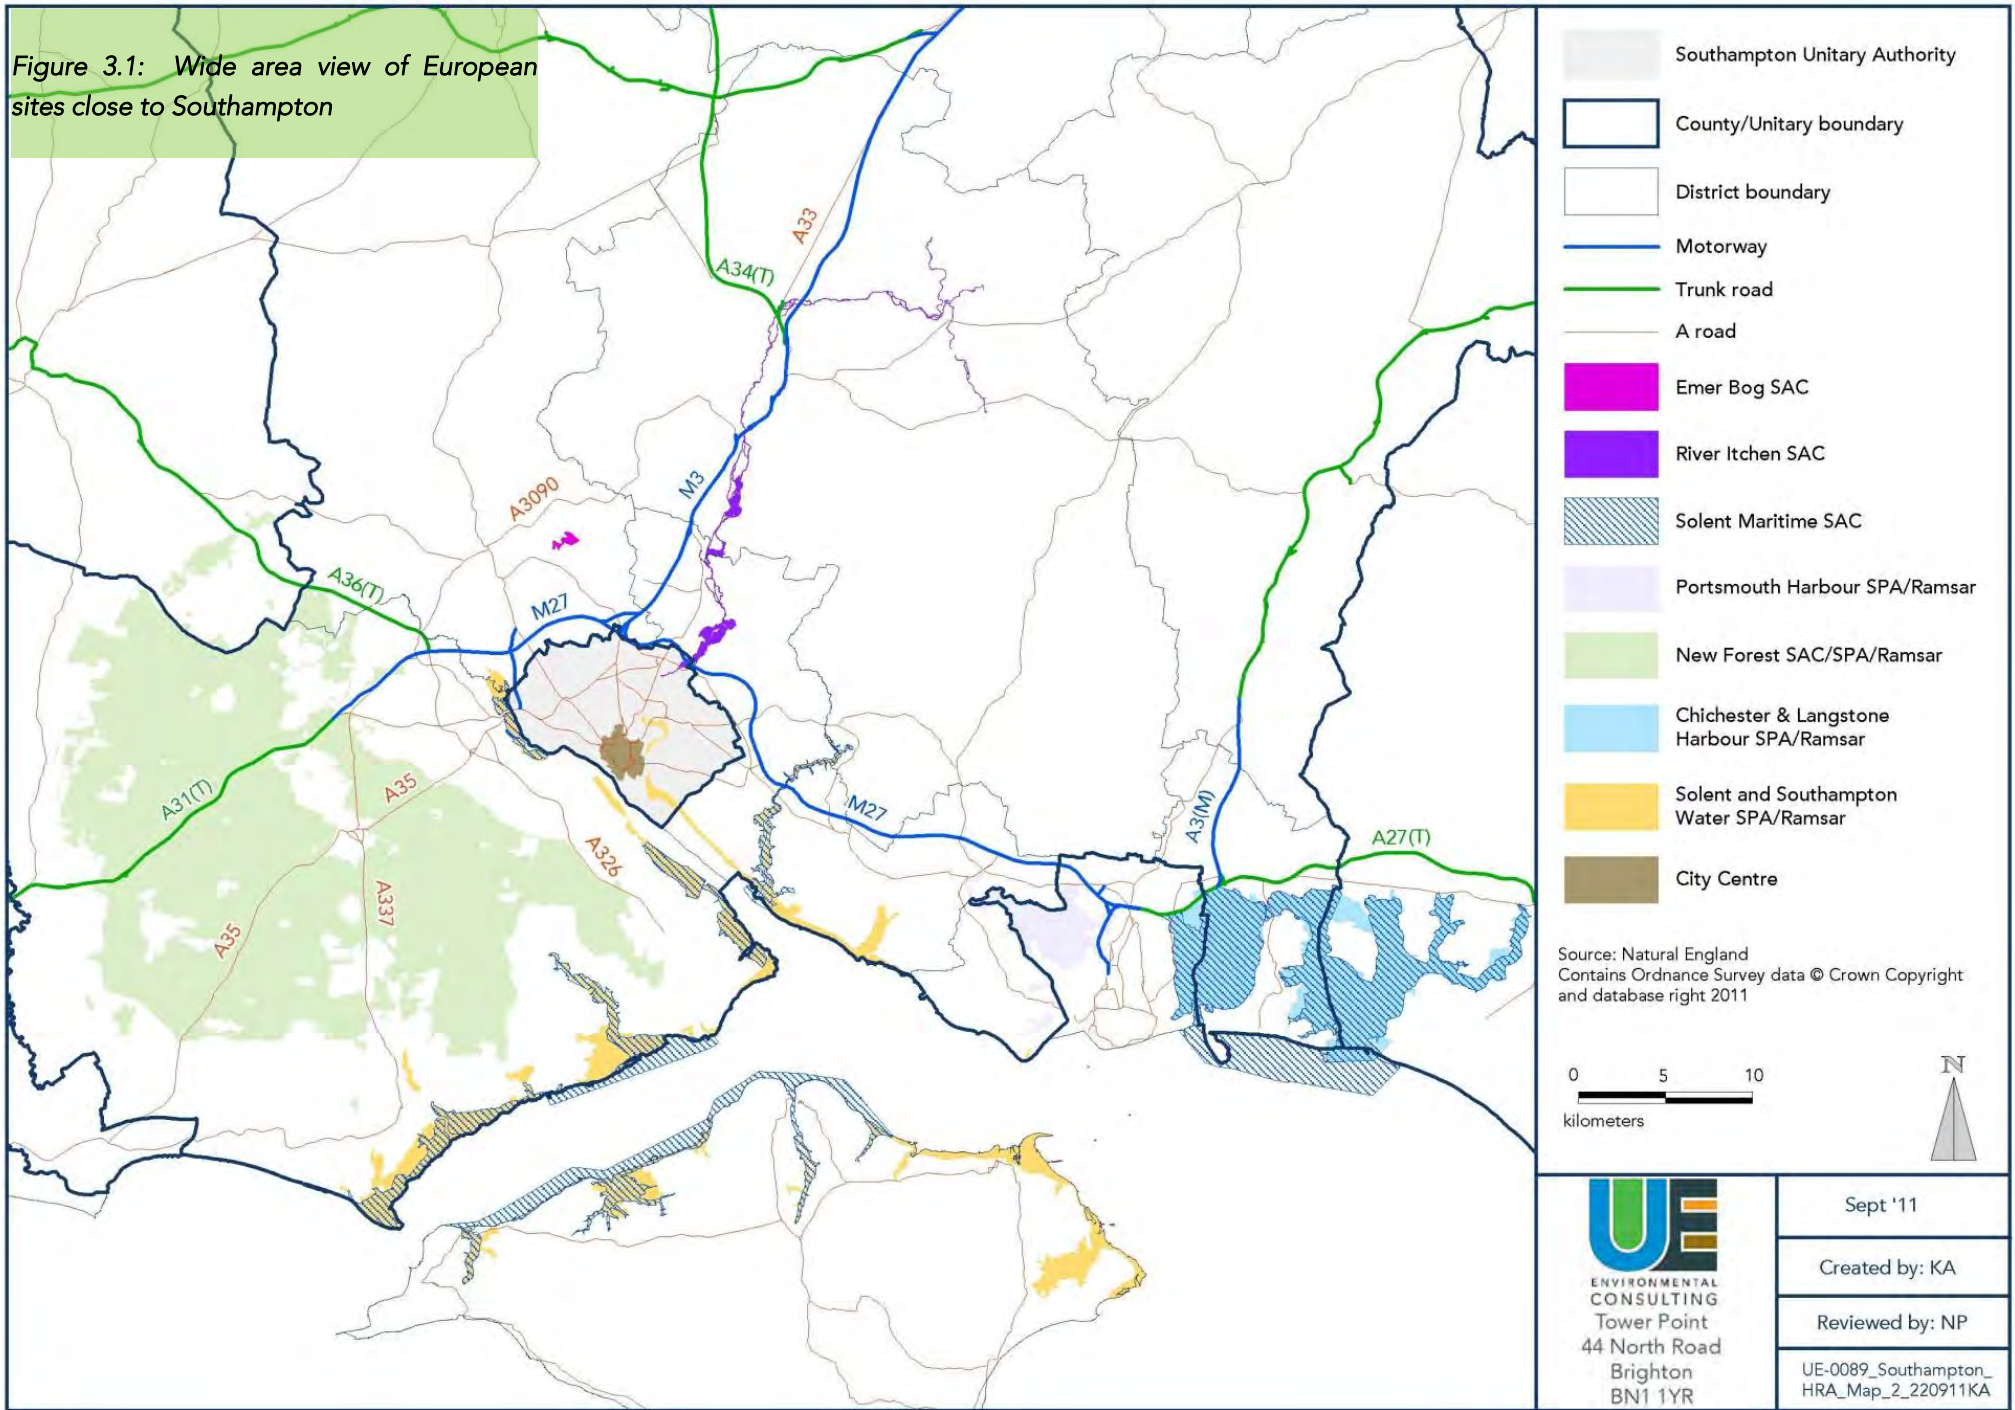 Figure 3.1: Wide area view of European
sites close to Southampton
A33
A34(T)
M3
A3090
A36(T)
M27
A31(T)
A35
A326
A337
A35
M27
A3(M)
A27(T)
Southampton Unitary Authority
County/Unitary boundary
District boundary
Motorway
Trunk road
A road
Emer Bog SAC
River Itchen SAC
Solent Maritime SAC
Portsmouth Harbour SPA/Ramsar
New Forest SAC/SPA/Ramsar
Chichester & Langstone
Harbour SPA/Ramsar
Solent and Southampton
Water SPA/Ramsar
City Centre
Source: Natural England
Contains Ordnance Survey data © Crown Copyright
and database right 2011
0 5 10
kilometers
N
UE
ENVIRONMENTAL
CONSULTING
Tower Point
44 North Road
Brighton
BN1 1YR
Sept '11
Created by: KA
Reviewed by: NP
UE-0089_Southampton_
HRA_Map_2_220911KA